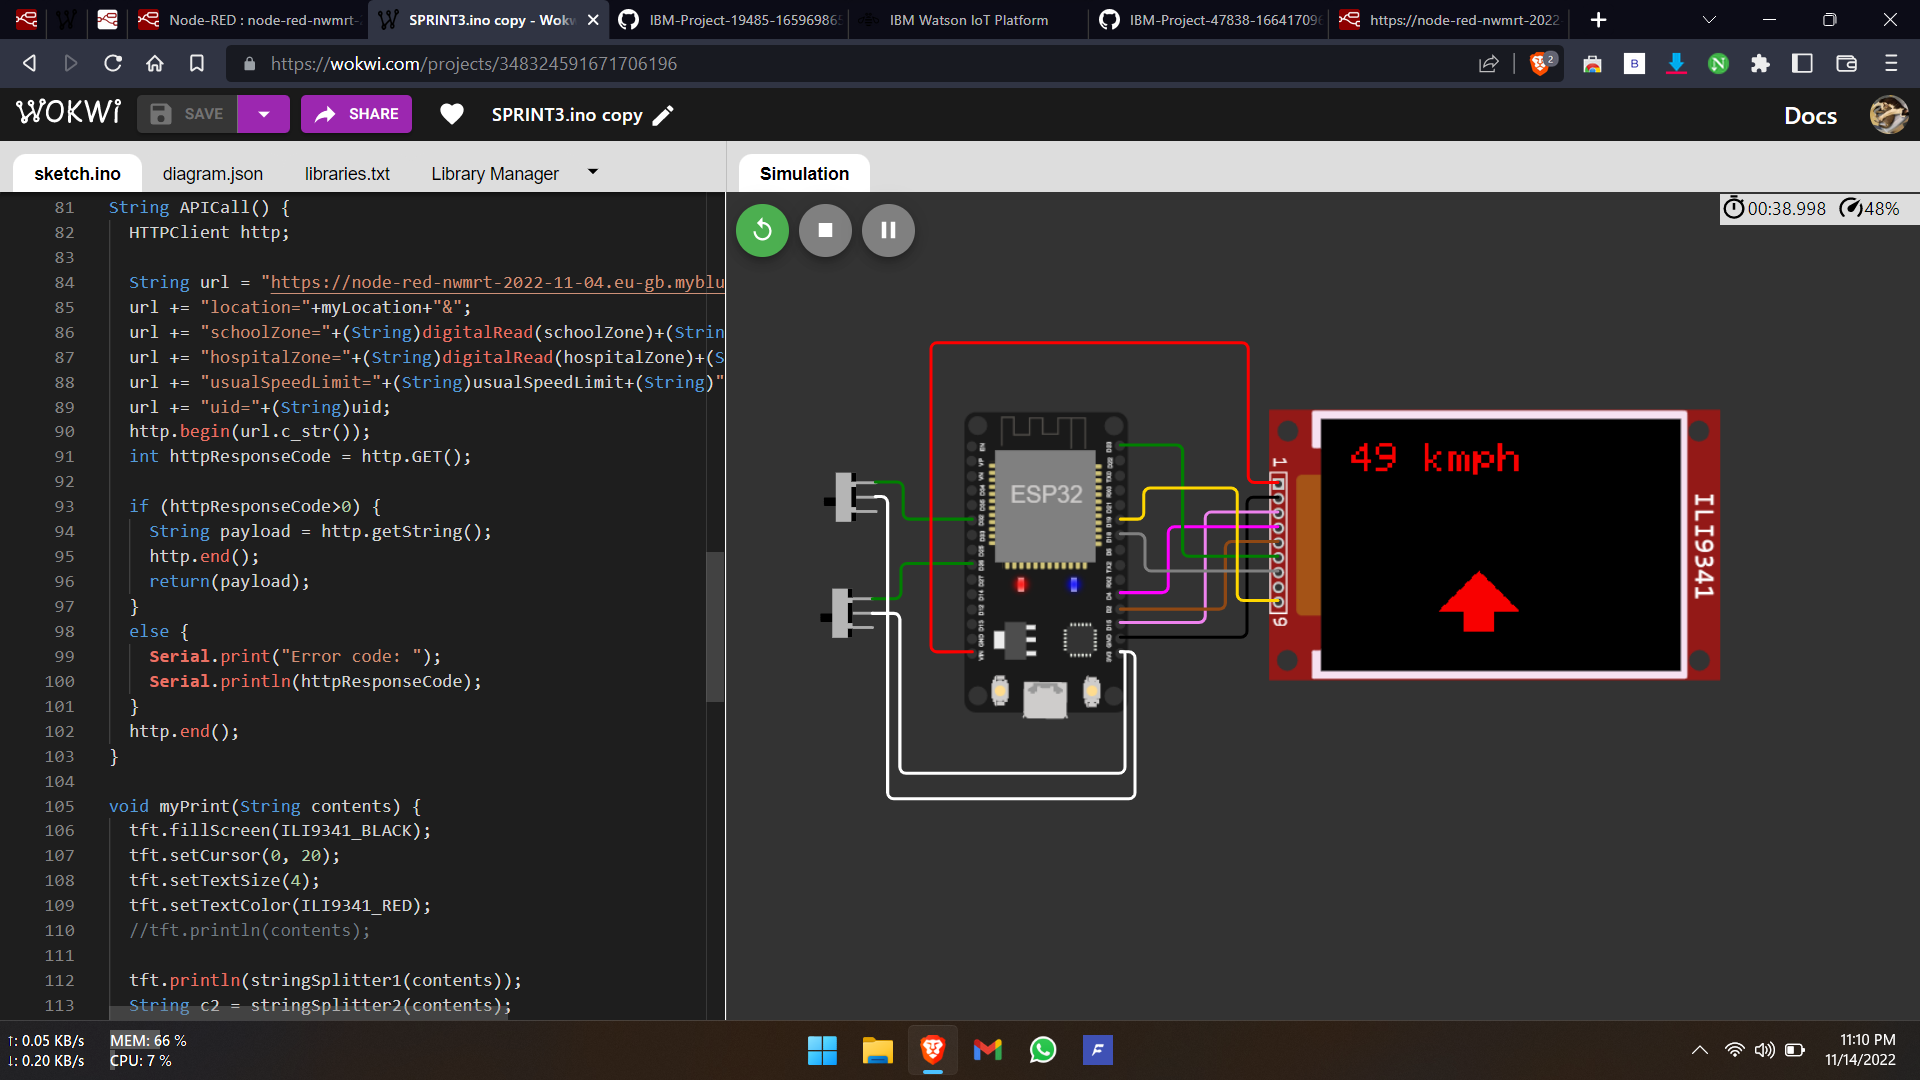 Node-RED : node-red-nwmrt-
SPRINT3.ino copy - Wokw
IBM-Project-19485-165969865
IBM Watson IoT Platform
IBM-Project-47838-166417096
https://node-red-nwmrt-2022
https://wokwi.com/projects/348324591671706196
2
B
N
WOKWi
SAVE
SHARE
SPRINT3.ino copy
Docs
sketch.ino
diagram.json
libraries.txt
Library Manager
Simulation
00:38.998
48%
81 String APICall() {
82 HTTPClient http;
83
84 String url = "https://node-red-nwmrt-2022-11-04.eu-gb.myblu
85 url += "location="+myLocation+"&";
86 url += "schoolZone="+(String)digitalRead(schoolZone)+(Strin
87 url += "hospitalZone="+(String)digitalRead(hospitalZone)+(S
88 url += "usualSpeedLimit="+(String)usualSpeedLimit+(String)"
89 url += "uid="+(String)uid;
90 http.begin(url.c_str());
91 int httpResponseCode = http.GET();
92
93 if (httpResponseCode>0) {
94 String payload = http.getString();
95 http.end();
96 return(payload);
97 }
98 else {
99 Serial.print("Error code: ");
100 Serial.println(httpResponseCode);
101 }
102 http.end();
103 }
104
105 void myPrint(String contents) {
106 tft.fillScreen(ILI9341_BLACK);
107 tft.setCursor(0, 20);
108 tft.setTextSize(4);
109 tft.setTextColor(ILI9341_RED);
110 //tft.println(contents);
111
112 tft.println(stringSplitter1(contents));
113 String c2 = stringSplitter2(contents);
ESP32
1
9
49 kmph
ILI9341
↑: 0.05 KB/s
↓: 0.20 KB/s
MEM: 66 %
CPU: 7 %
11:10 PM
11/14/2022